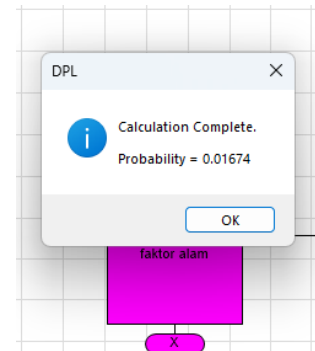 DPL
Calculation Complete.
Probability = 0.01674
OK
faktor alam
X